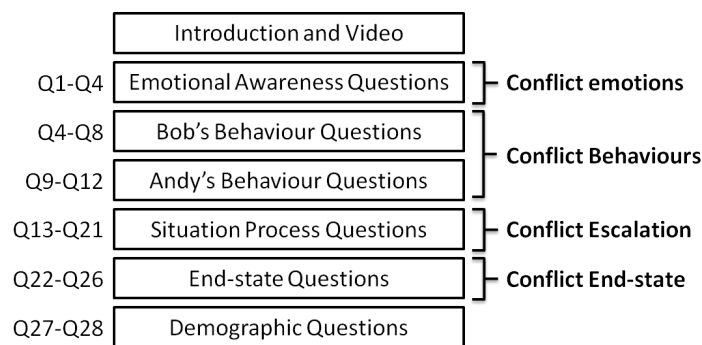 Introduction and Video
Q1-Q4 Emotional Awareness Questions Conflict emotions
Q4-Q8 Bob's Behaviour Questions
Conflict Behaviours
Q9-Q12 Andy's Behaviour Questions
Q13-Q21 Situation Process Questions Conflict Escalation
Q22-Q26 End-state Questions Conflict End-state
Q27-Q28 Demographic Questions